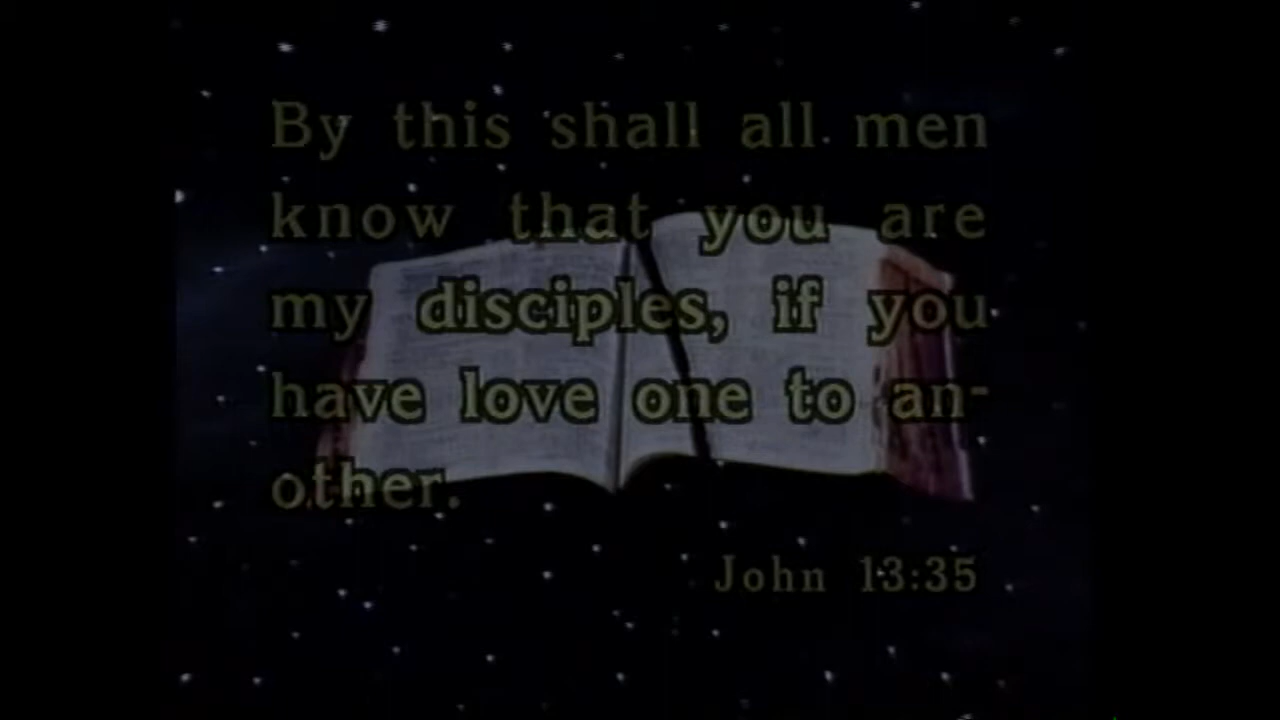 By this shall all men
know that you are
my disciples, if you
have love one to an-
other.
John 13:35